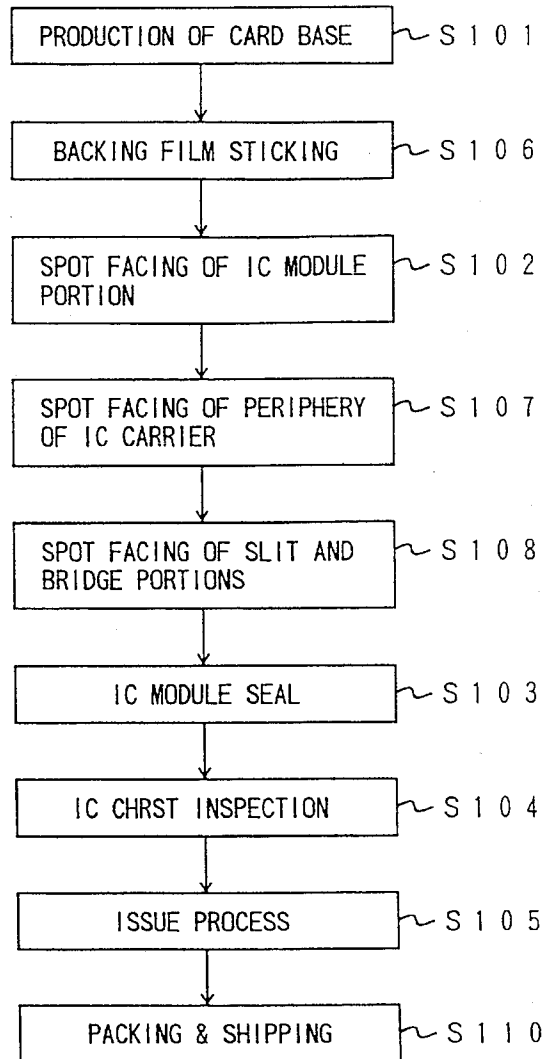 PRODUCTION OF CARD BASE S101
BACKING FILM STICKING S106
SPOT FACING OF IC MODULE S102
PORTION
SPOT FACING OF PERIPHERY S107
OF IC CARRIER
SPOT FACING OF SLIT AND S108
BRIDGE PORTIONS
IC MODULE SEAL S103
IC CHRST INSPECTION S104
ISSUE PROCESS S105
PACKING & SHIPPING S110